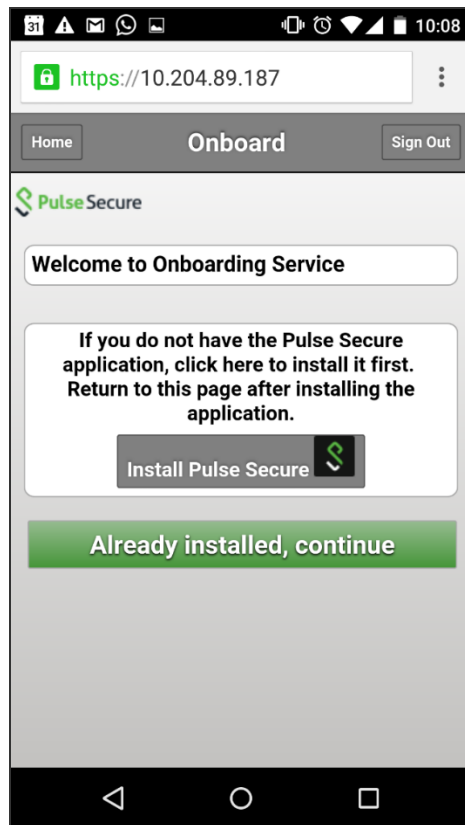 31
10:08
https://10.204.89.187
Home
Onboard
Sign Out
Pulse Secure
Welcome to Onboarding Service
If you do not have the Pulse Secure
application, click here to install it first.
Return to this page after installing the
application.
Install Pulse Secure
Already installed, continue